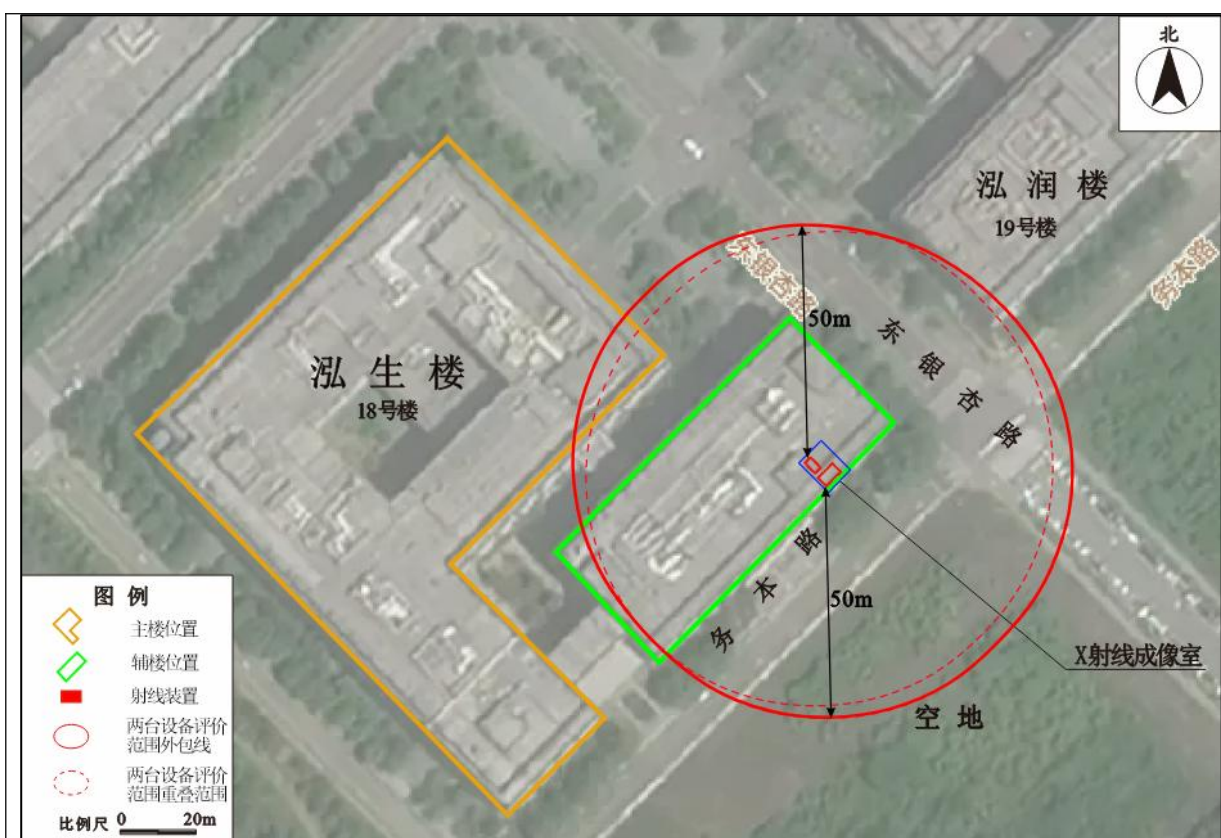 北
泓润楼
19号楼
务本路
东银杏路
50m
东银杏路
泓生楼
18号楼
务本路
50m
X射线成像室
空地
图例
主楼位置
辅楼位置
射线装置
两台设备评价
范围外包线
两台设备评价
范围重叠范围
比例尺 0 20m